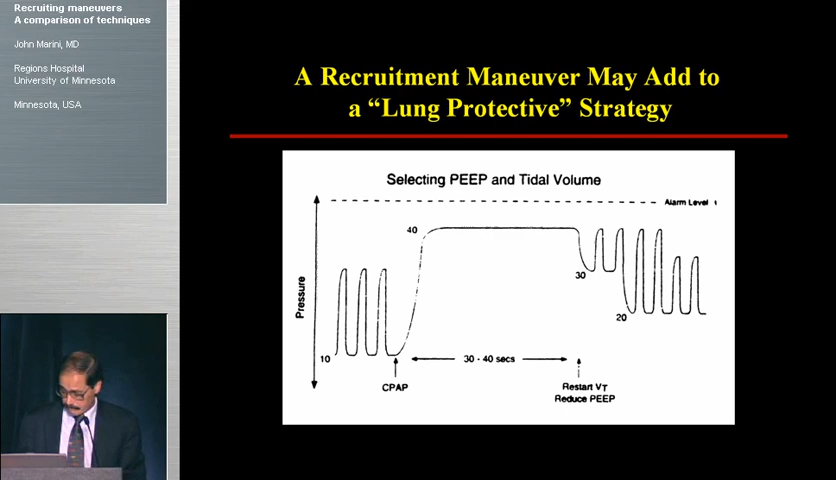 Recruiting maneuvers
A comparison of techniques
John Marini, MD
Regions Hospital
University of Minnesota
Minnesota, USA
A Recruitment Maneuver May Add to
a “Lung Protective” Strategy
Selecting PEEP and Tidal Volume
Alarm Level
40
30
20
10
Pressure
30 - 40 secs
CPAP
Restart VT
Reduce PEEP